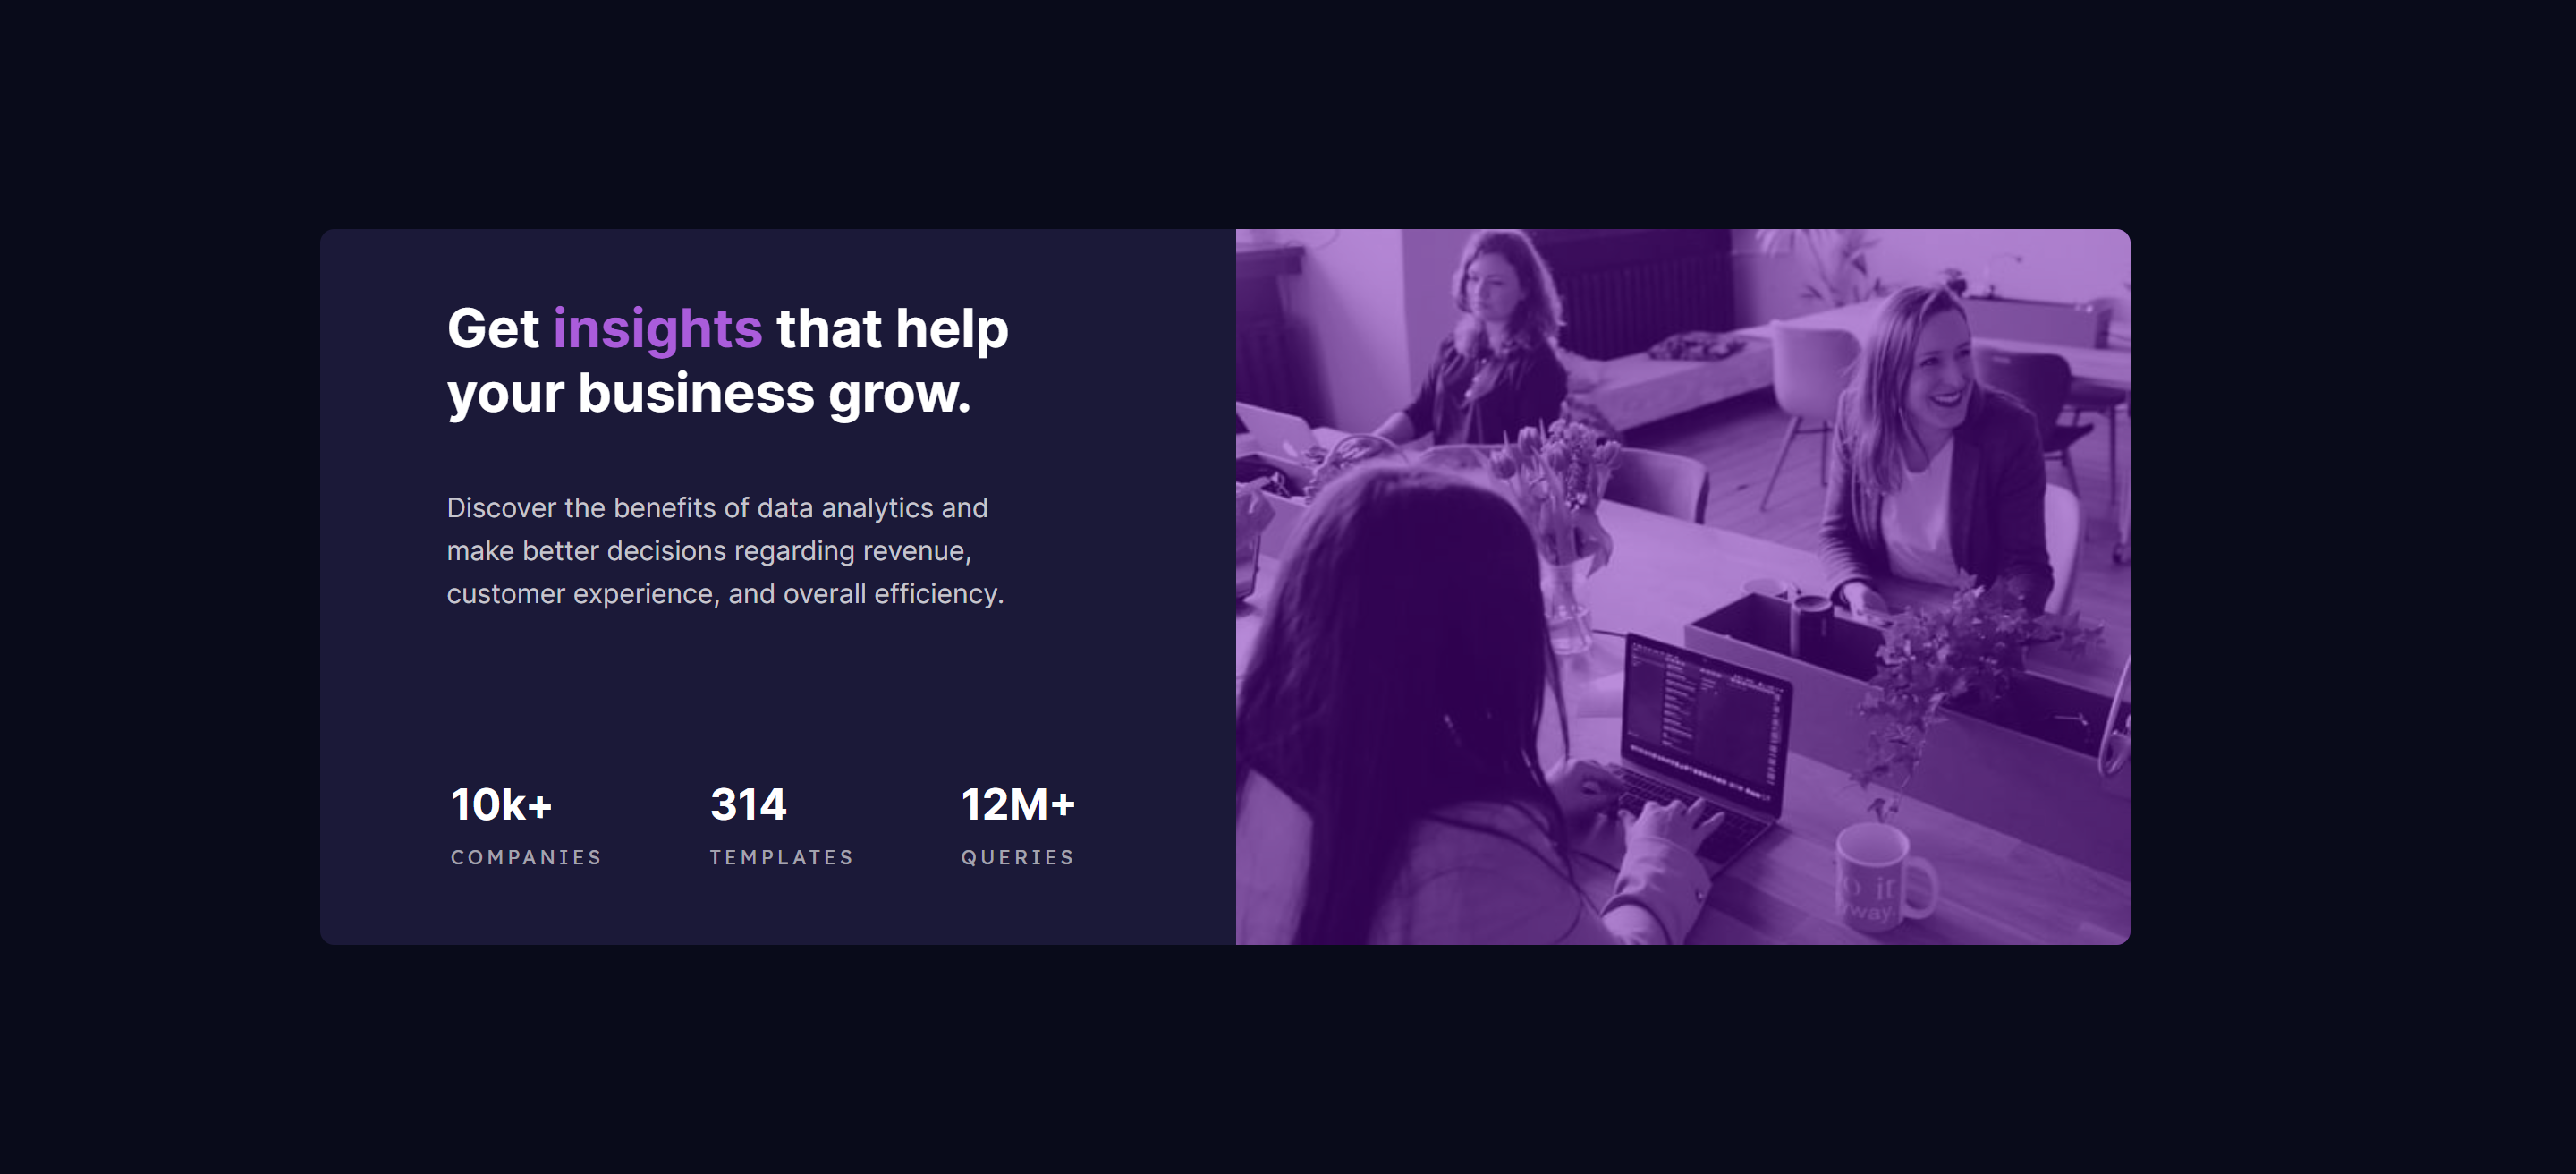 Get insights that help
your business grow.
Discover the benefits of data analytics and
make better decisions regarding revenue,
customer experience, and overall efficiency.
10k+ 314 12M+
COMPANIES TEMPLATES QUERIES